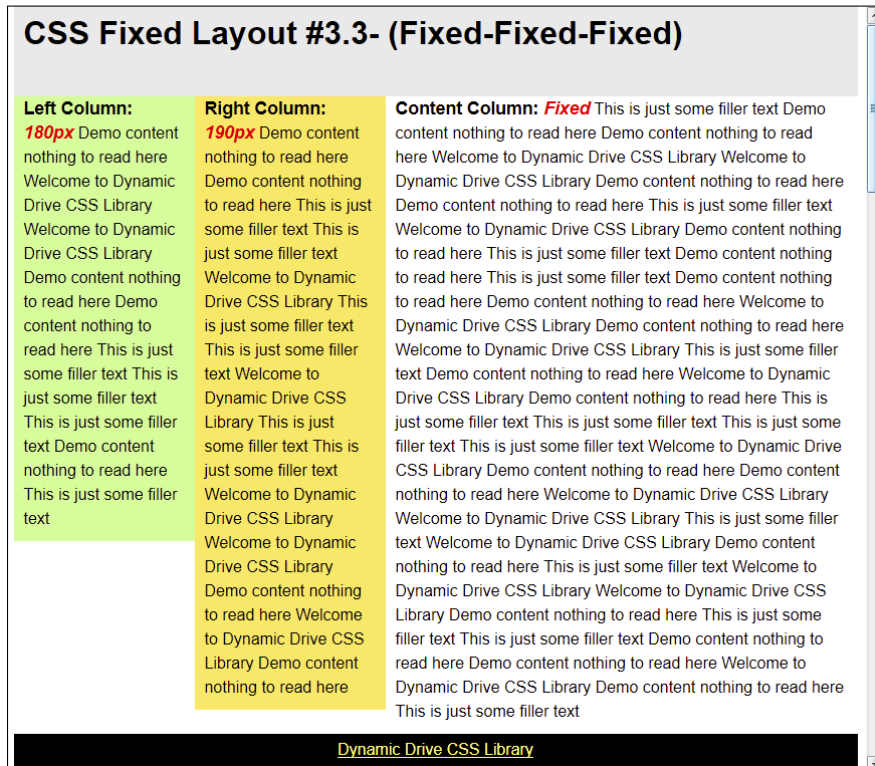 CSS Fixed Layout #3.3- (Fixed-Fixed-Fixed)
Left Column:
180px Demo content
nothing to read here
Welcome to Dynamic
Drive CSS Library
Welcome to Dynamic
Drive CSS Library
Demo content nothing
to read here Demo
content nothing to
read here This is just
some filler text This is
just some filler text
This is just some filler
text Demo content
nothing to read here
This is just some filler
text
Right Column:
190px Demo content
nothing to read here
Demo content nothing
to read here This is just
some filler text This is
just some filler text
Welcome to Dynamic
Drive CSS Library This
is just some filler text
This is just some filler
text Welcome to
Dynamic Drive CSS
Library This is just
some filler text This is
just some filler text
Welcome to Dynamic
Drive CSS Library
Welcome to Dynamic
Drive CSS Library
Demo content nothing
to read here Welcome
to Dynamic Drive CSS
Library Demo content
nothing to read here
Content Column: Fixed This is just some filler text Demo
content nothing to read here Demo content nothing to read
here Welcome to Dynamic Drive CSS Library Welcome to
Dynamic Drive CSS Library Demo content nothing to read here
Demo content nothing to read here This is just some filler text
Welcome to Dynamic Drive CSS Library Demo content nothing
to read here This is just some filler text Demo content nothing
to read here This is just some filler text Demo content nothing
to read here Demo content nothing to read here Welcome to
Dynamic Drive CSS Library Demo content nothing to read here
Welcome to Dynamic Drive CSS Library This is just some filler
text Demo content nothing to read here Welcome to Dynamic
Drive CSS Library Demo content nothing to read here This is
just some filler text This is just some filler text This is just some
filler text This is just some filler text Welcome to Dynamic Drive
CSS Library Demo content nothing to read here Demo content
nothing to read here Welcome to Dynamic Drive CSS Library
Welcome to Dynamic Drive CSS Library This is just some filler
text Welcome to Dynamic Drive CSS Library Demo content
nothing to read here This is just some filler text Welcome to
Dynamic Drive CSS Library Welcome to Dynamic Drive CSS
Library Demo content nothing to read here This is just some
filler text This is just some filler text Demo content nothing to
read here Demo content nothing to read here Welcome to
Dynamic Drive CSS Library Demo content nothing to read here
This is just some filler text
Dynamic Drive CSS Library